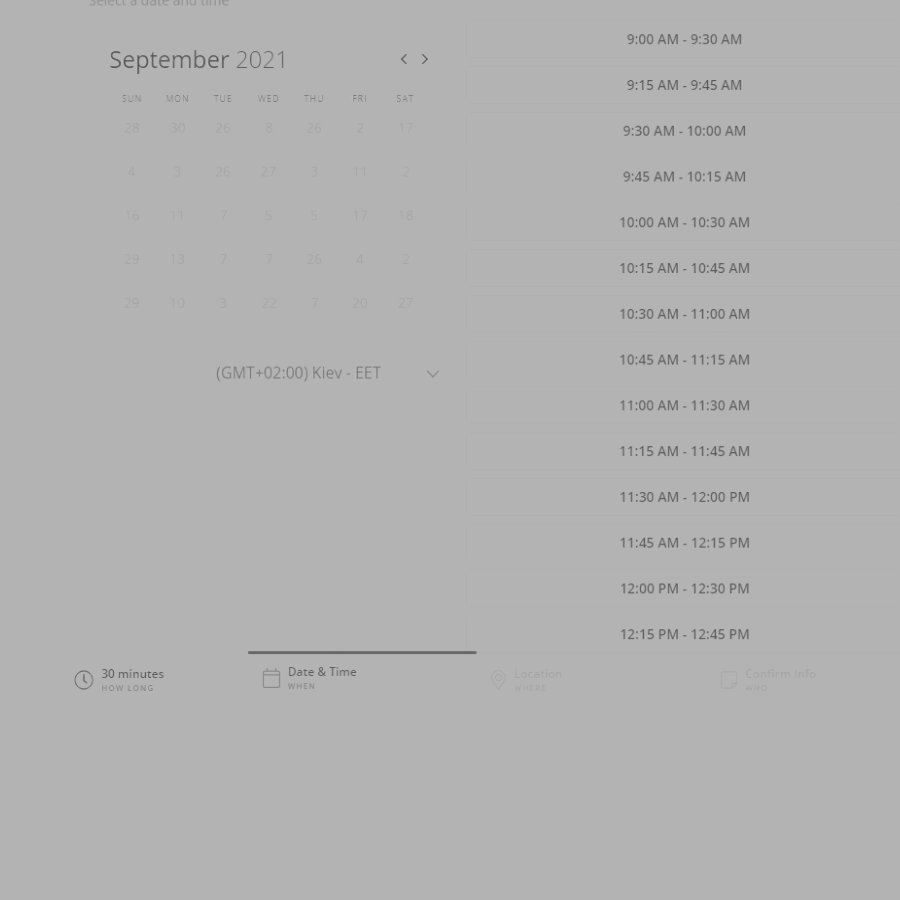 Select a date and time
September 2021
SUN MON TUE WED THU FRI SAT
28 30 26 8 26 2 17
4 3 26 27 3 11 2
16 11 7 5 5 17 18
29 13 7 7 26 4 2
29 10 3 22 7 20 27
(GMT+02:00) Kiev - EET
9:00 AM - 9:30 AM
9:15 AM - 9:45 AM
9:30 AM - 10:00 AM
9:45 AM - 10:15 AM
10:00 AM - 10:30 AM
10:15 AM - 10:45 AM
10:30 AM - 11:00 AM
10:45 AM - 11:15 AM
11:00 AM - 11:30 AM
11:15 AM - 11:45 AM
11:30 AM - 12:00 PM
11:45 AM - 12:15 PM
12:00 PM - 12:30 PM
12:15 PM - 12:45 PM
30 minutes
HOW LONG
Date & Time
WHEN
Location
WHERE
Confirm Info
WHO